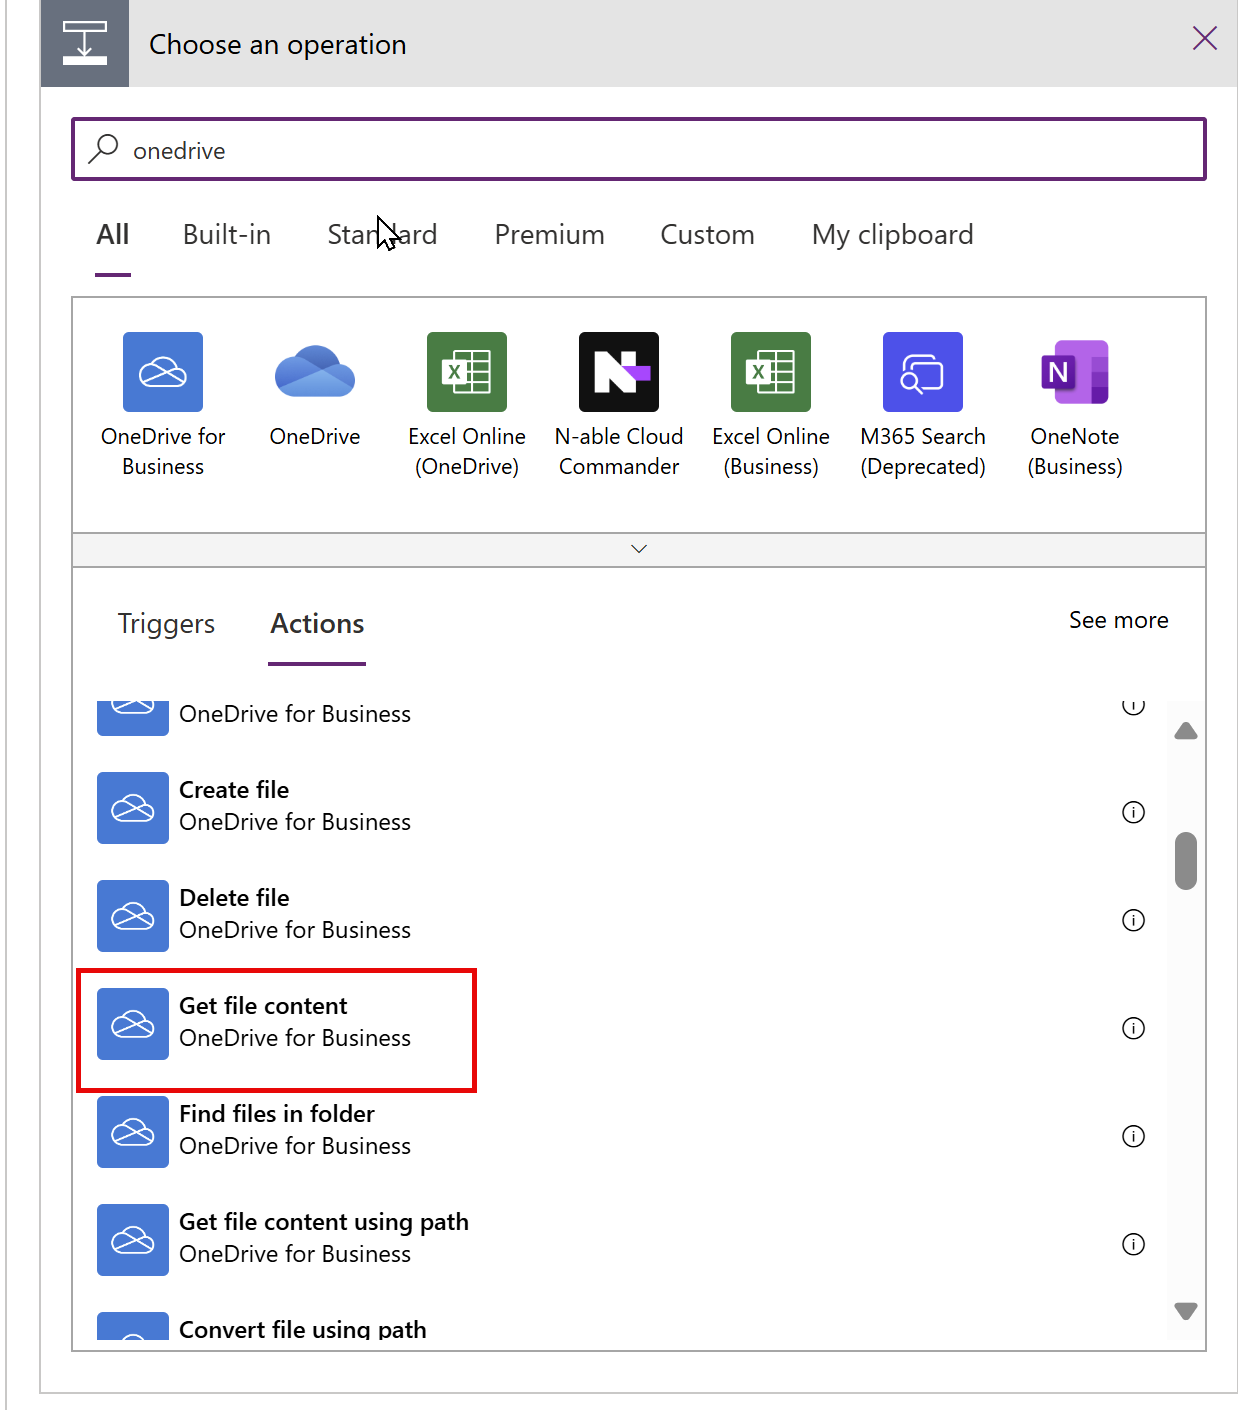 Choose an operation
onedrive
All Built-in Standard Premium Custom My clipboard
OneDrive for Business
OneDrive
Excel Online (OneDrive)
N-able Cloud Commander
Excel Online (Business)
M365 Search (Deprecated)
OneNote (Business)
Triggers Actions See more
OneDrive for Business
Create file
OneDrive for Business
Delete file
OneDrive for Business
Get file content
OneDrive for Business
Find files in folder
OneDrive for Business
Get file content using path
OneDrive for Business
Convert file using path